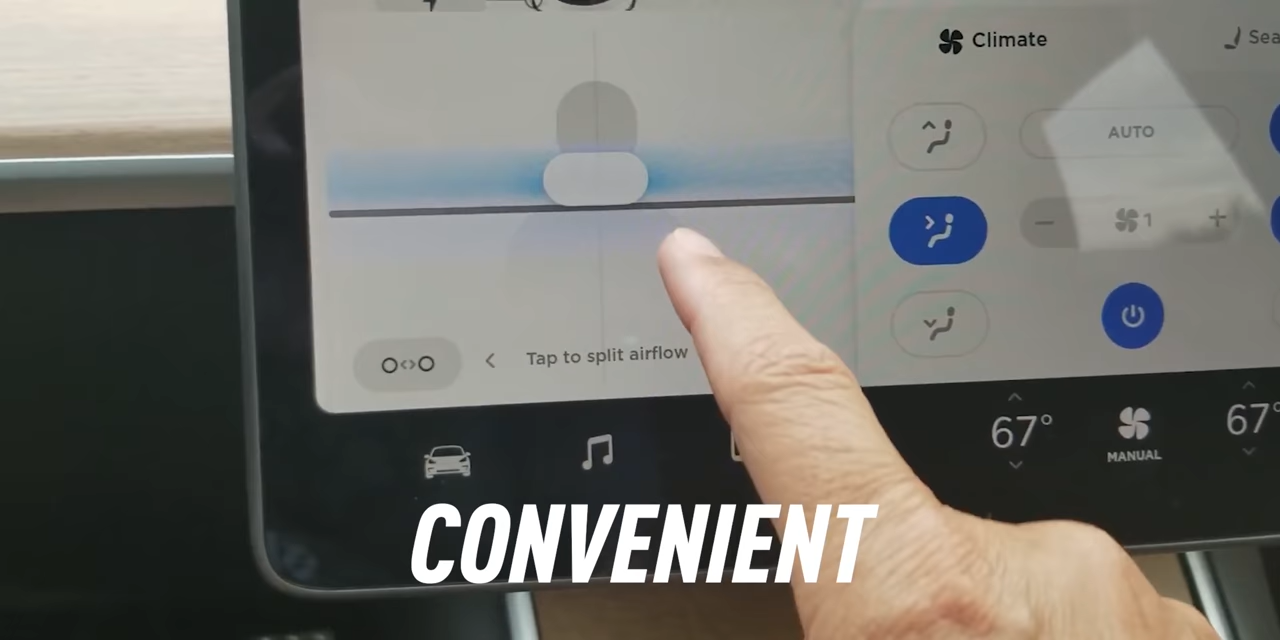 Climate
Sea
AUTO
1
Tap to split airflow
67°
67°
MANUAL
CONVENIENT